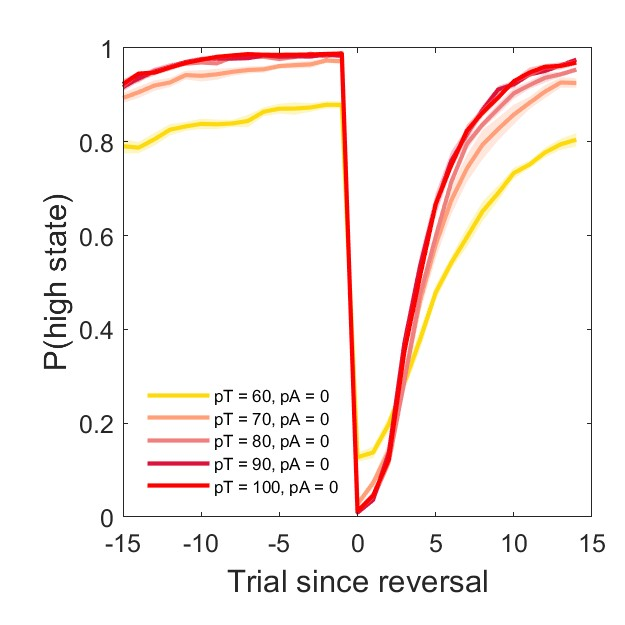 1
0.8
0.6
0.4
0.2
0
P(high state)
pT = 60, pA = 0
pT = 70, pA = 0
pT = 80, pA = 0
pT = 90, pA = 0
pT = 100, pA = 0
-15 -10 -5 0 5 10 15
Trial since reversal